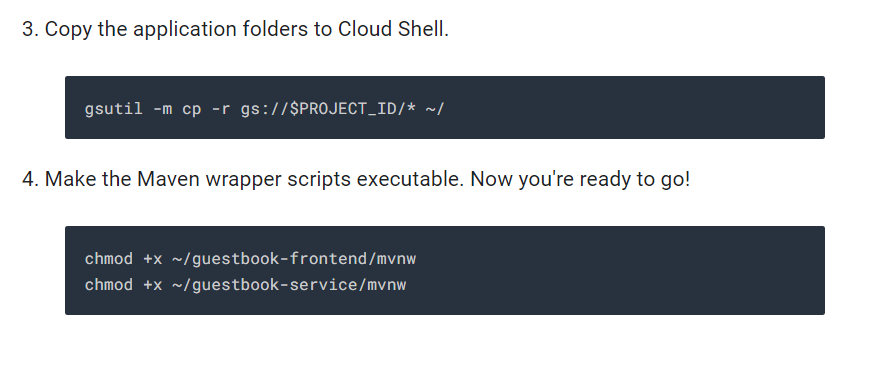 3. Copy the application folders to Cloud Shell.
gsutil -m cp -r gs://$PROJECT_ID/* ~/
4. Make the Maven wrapper scripts executable. Now you're ready to go!
chmod +x ~/guestbook-frontend/mvnw
chmod +x ~/guestbook-service/mvnw